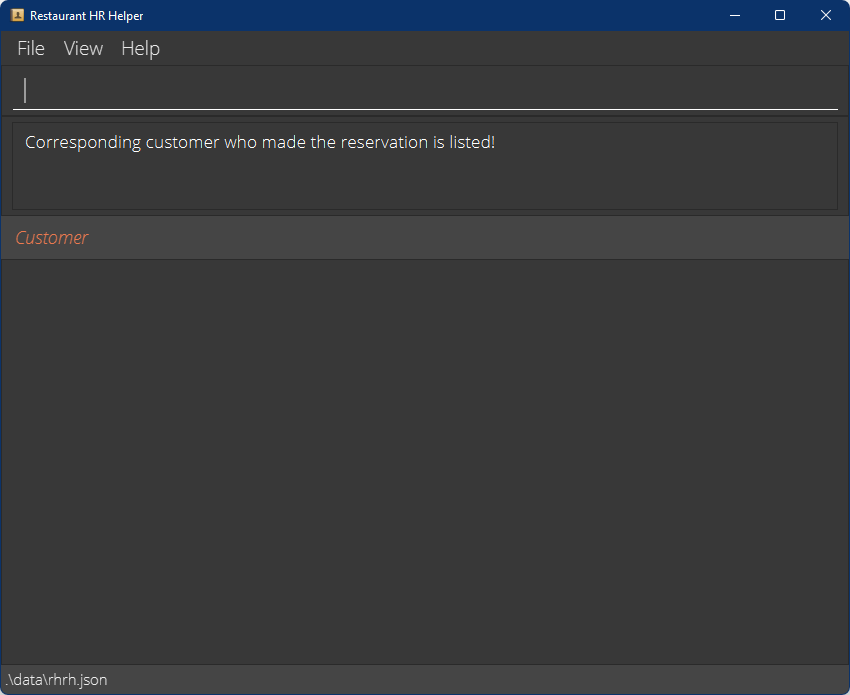 Restaurant HR Helper
File View Help
Corresponding customer who made the reservation is listed!
Customer
.\data\rhrh.json